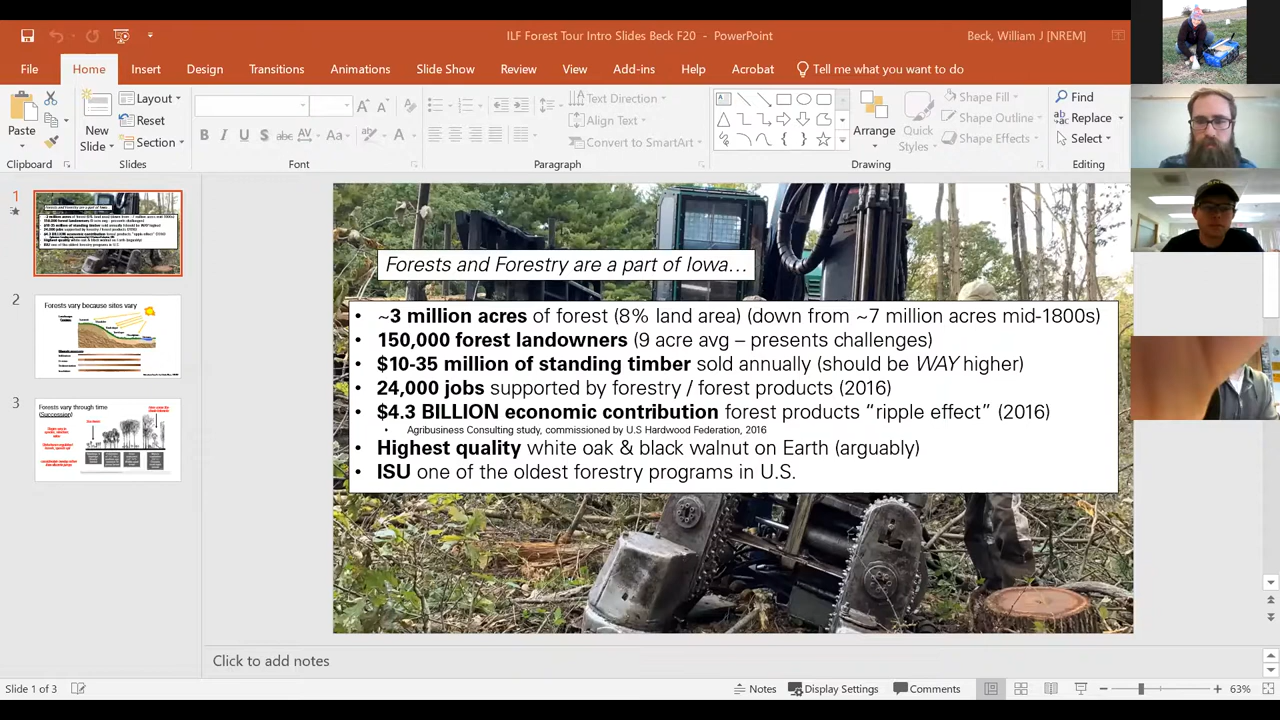 ILF Forest Tour Intro Slides Beck F20 - PowerPoint
Beck, William J [NREM]
File Home Insert Design Transitions Animations Slide Show Review View Add-ins Help Acrobat Tell me what you want to do
Paste
Clipboard
New Slide
Layout
Reset
Section
Slides
B I U S abc AV Aa A
Font
Text Direction
Align Text
Convert to SmartArt
Paragraph
Arrange
Quick Styles
Shape Fill
Shape Outline
Shape Effects
Drawing
Find
Replace
Select
Editing
1
2
Forests vary because sites vary
3
Forests vary through time
(Succession)
Forests and Forestry are a part of Iowa…
• ~3 million acres of forest (8% land area) (down from ~7 million acres mid-1800s)
• 150,000 forest landowners (9 acre avg – presents challenges)
• $10-35 million of standing timber sold annually (should be WAY higher)
• 24,000 jobs supported by forestry / forest products (2016)
• $4.3 BILLION economic contribution forest products “ripple effect” (2016)
• Agribusiness Consulting study, commissioned by U.S Hardwood Federation, 2016
• Highest quality white oak & black walnut on Earth (arguably)
• ISU one of the oldest forestry programs in U.S.
Click to add notes
Slide 1 of 3
Notes Display Settings Comments 63%